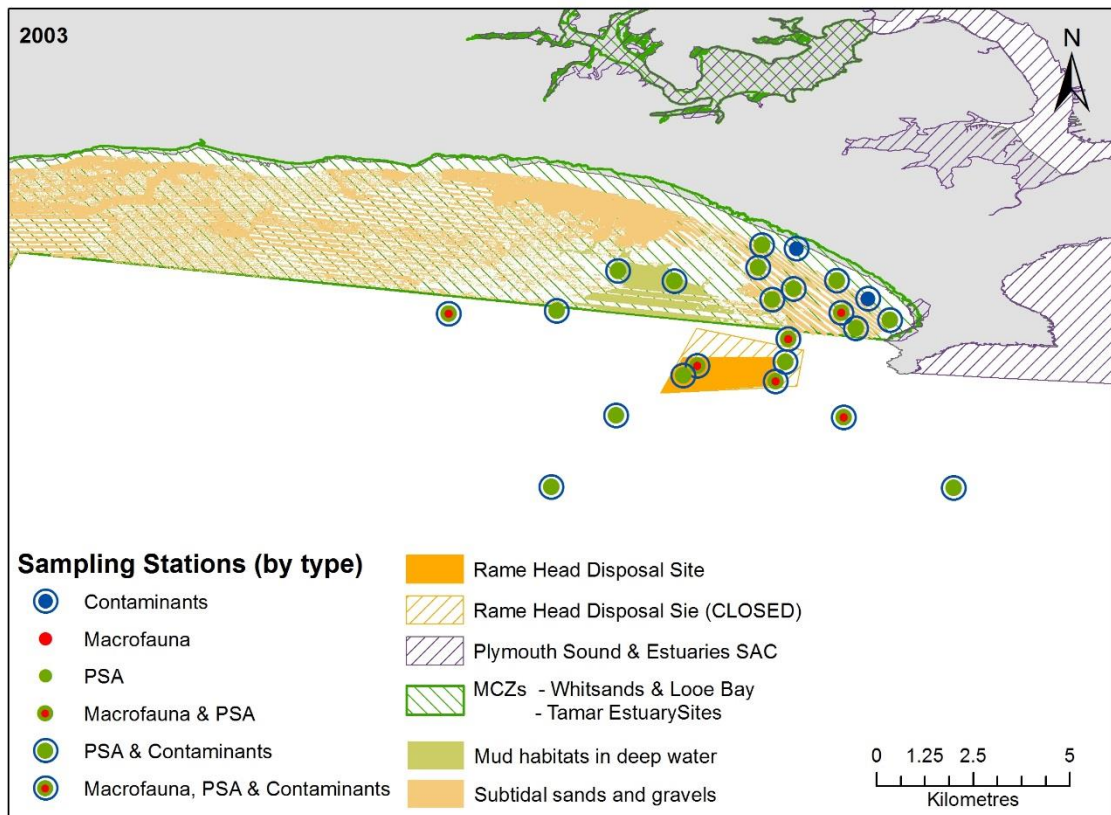 2003
N
Sampling Stations (by type)
Contaminants
Macrofauna
PSA
Macrofauna & PSA
PSA & Contaminants
Macrofauna, PSA & Contaminants
Rame Head Disposal Site
Rame Head Disposal Sie (CLOSED)
Plymouth Sound & Estuaries SAC
MCZs - Whitsands & Looe Bay
- Tamar EstuarySites
Mud habitats in deep water
Subtidal sands and gravels
0 1.25 2.5 5
Kilometres